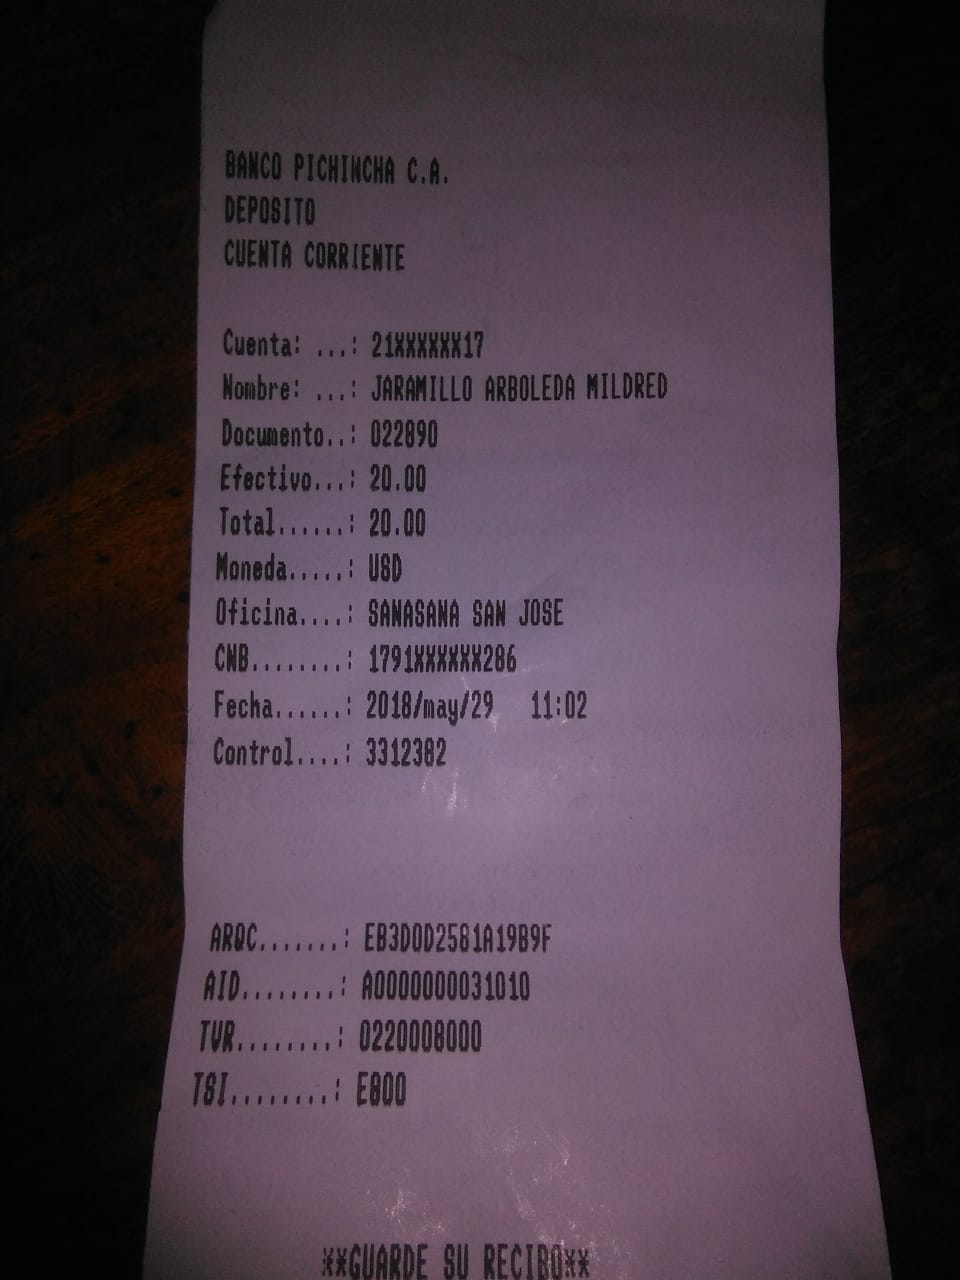 BANCO PICHINCHA C.A.
DEPOSITO
CUENTA CORRIENTE
Cuenta: ...: 21XXXXXX17
Nombre: ...: JARAMILLO ARBOLEDA MILDRED
Documento..: 022890
Efectivo...: 20.00
Total......: 20.00
Moneda.....: USD
Oficina....: SANASANA SAN JOSE
CNB........: 1791XXXXXX286
Fecha......: 2018/may/29 11:02
Control....: 3312382
ARQC.......: EB3D0D2581A19B9F
AID........: A0000000031010
TVR........: 0220008000
TSI........: E800
**GUARDE SU RECIBO**